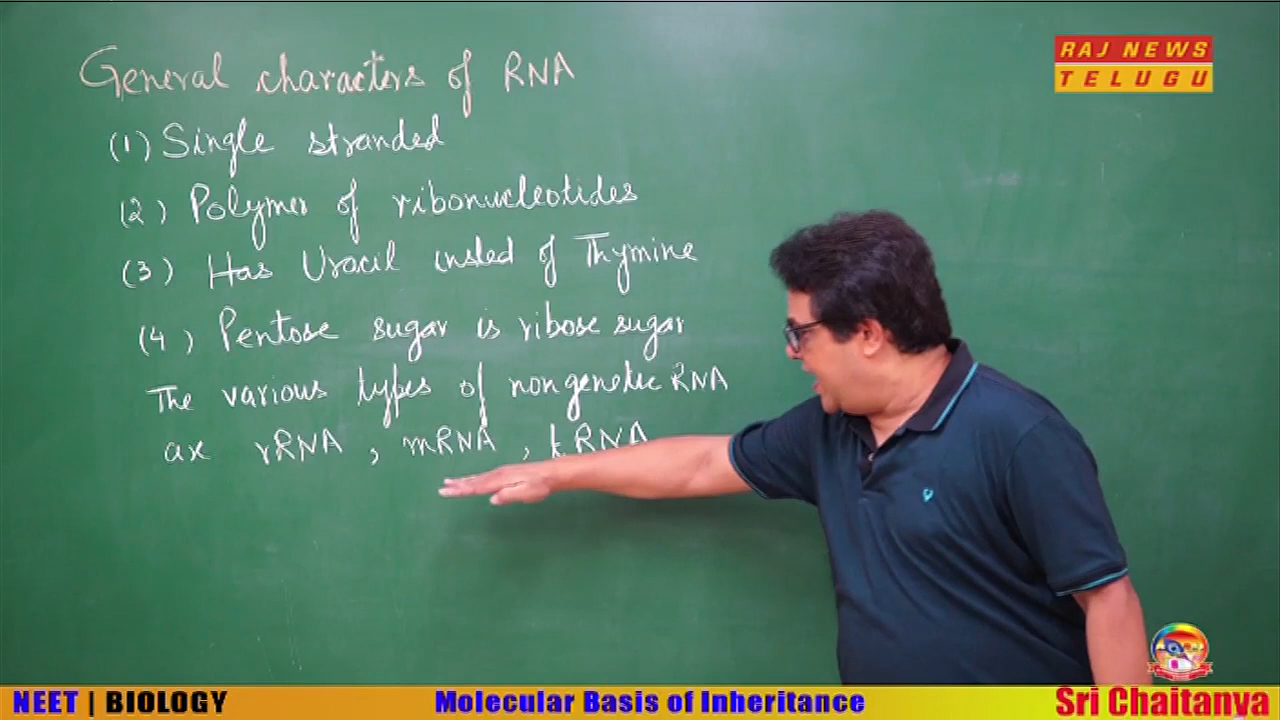 General characters of RNA
RAJ NEWS
TELUGU
(1) Single stranded
(2) Polymer of ribonucleotides
(3) Has Uracil insted of Thymine
(4) Pentose sugar is ribose sugar
The various types of nongenetic RNA
are rRNA, mRNA, tRNA
NEET | BIOLOGY Molecular Basis of Inheritance Sri Chaitanya